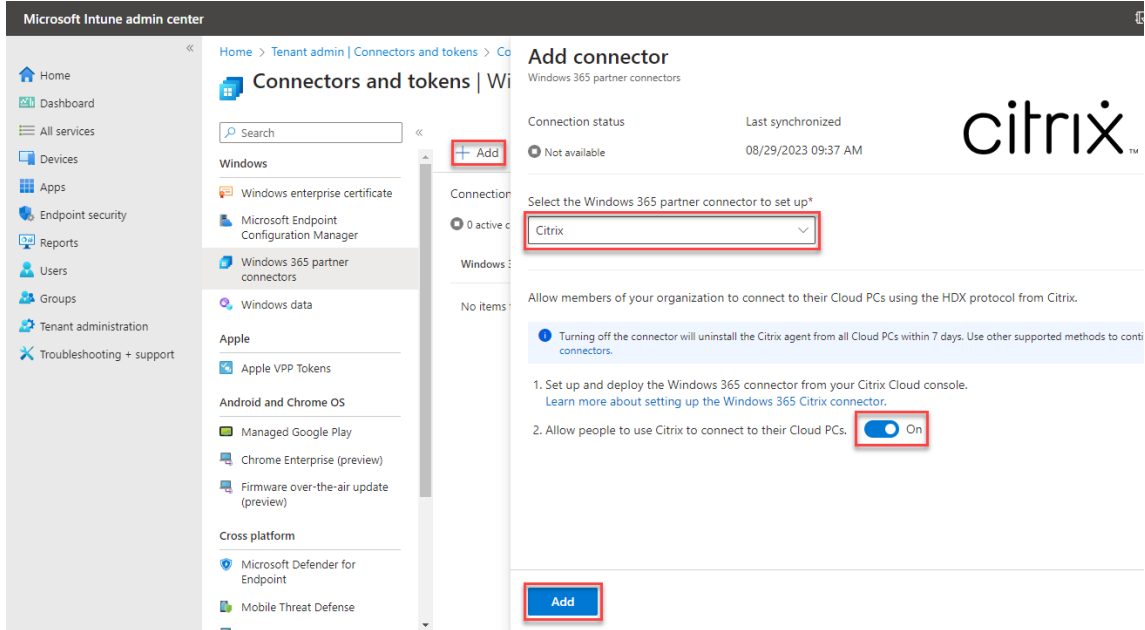 Microsoft Intune admin center
«
Home
Dashboard
All services
Devices
Apps
Endpoint security
Reports
Users
Groups
Tenant administration
Troubleshooting + support
Home > Tenant admin | Connectors and tokens > Co
Connectors and tokens | Wi
Search
«
Windows
Windows enterprise certificate
Microsoft Endpoint
Configuration Manager
Windows 365 partner
connectors
Windows data
Apple
Apple VPP Tokens
Android and Chrome OS
Managed Google Play
Chrome Enterprise (preview)
Firmware over-the-air update
(preview)
Cross platform
Microsoft Defender for
Endpoint
Mobile Threat Defense
+ Add
Connection
0 active c
Windows 3
No items
Add connector
Windows 365 partner connectors
citrix™
Connection status
Last synchronized
Not available
08/29/2023 09:37 AM
Select the Windows 365 partner connector to set up*
Citrix
Allow members of your organization to connect to their Cloud PCs using the HDX protocol from Citrix.
Turning off the connector will uninstall the Citrix agent from all Cloud PCs within 7 days. Use other supported methods to conti
connectors.
1. Set up and deploy the Windows 365 connector from your Citrix Cloud console.
Learn more about setting up the Windows 365 Citrix connector.
2. Allow people to use Citrix to connect to their Cloud PCs. On
Add